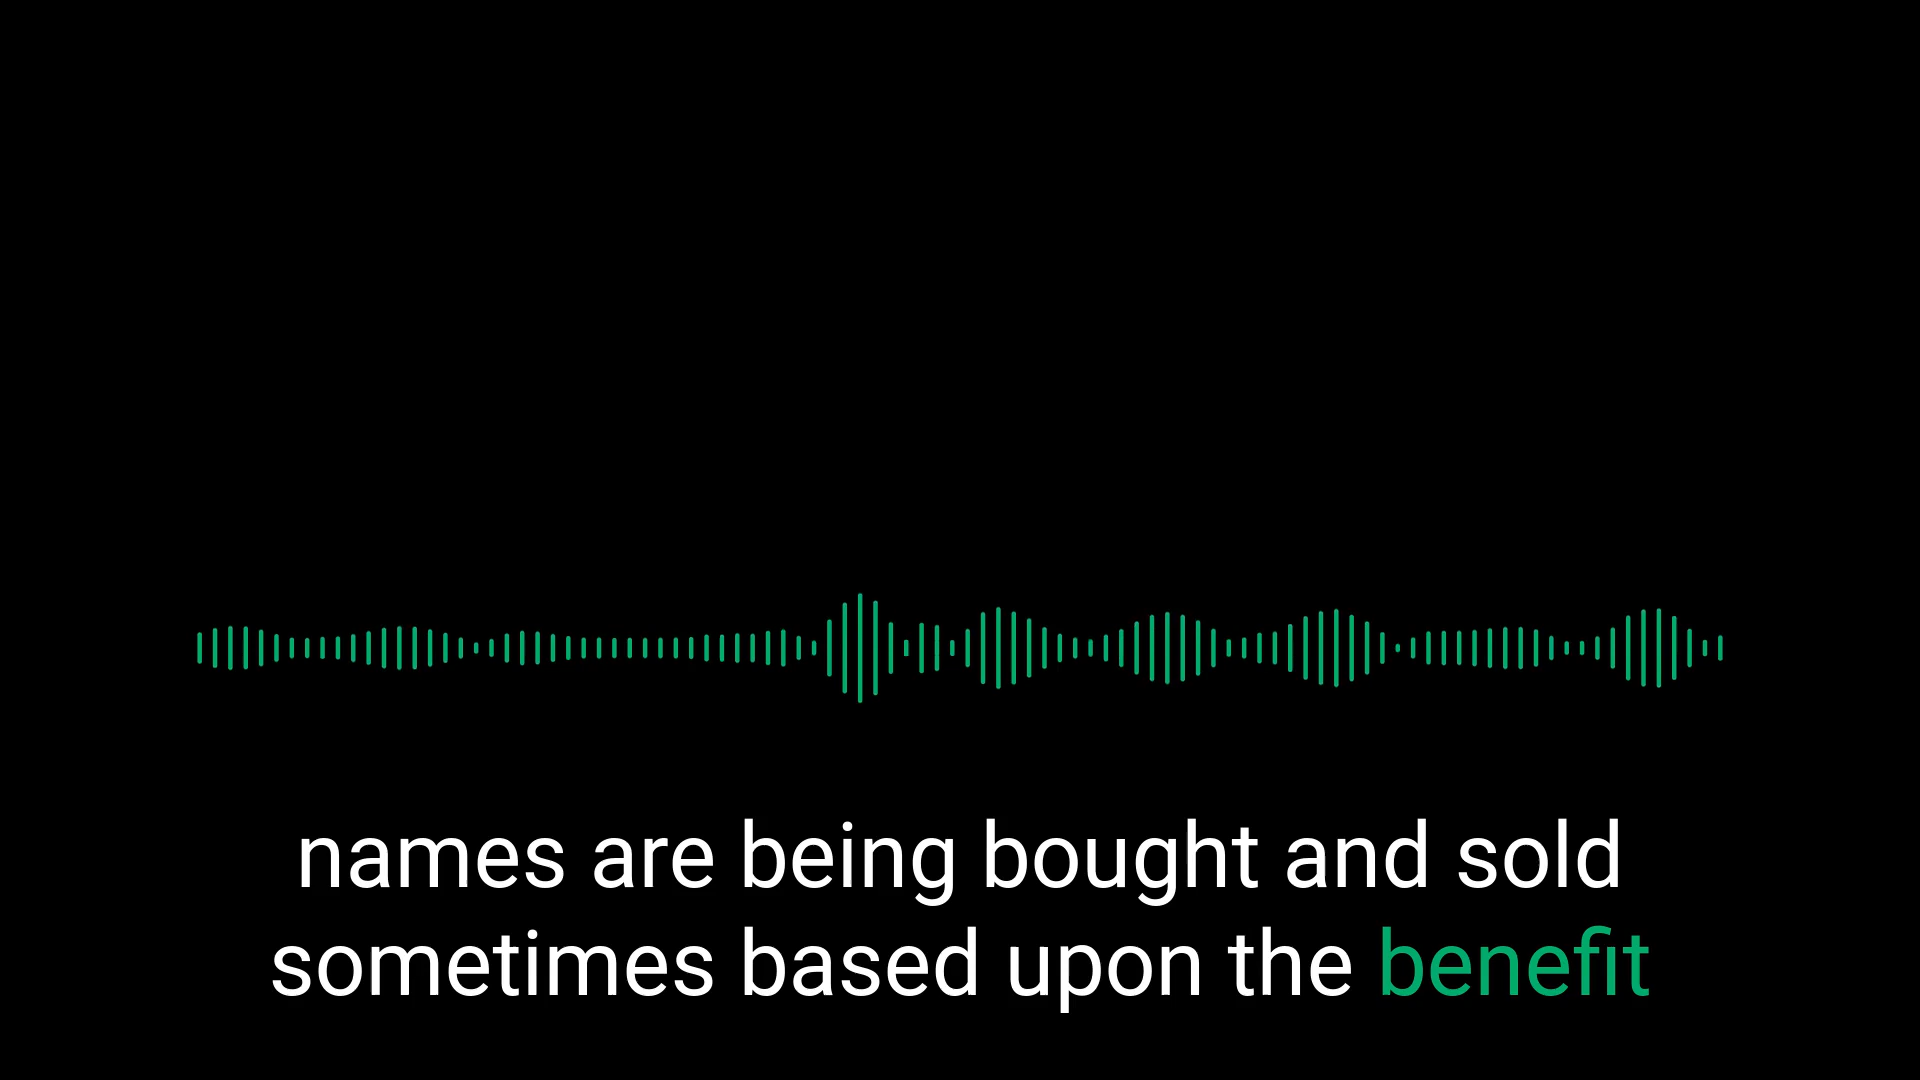 names are being bought and sold
sometimes based upon the benefit